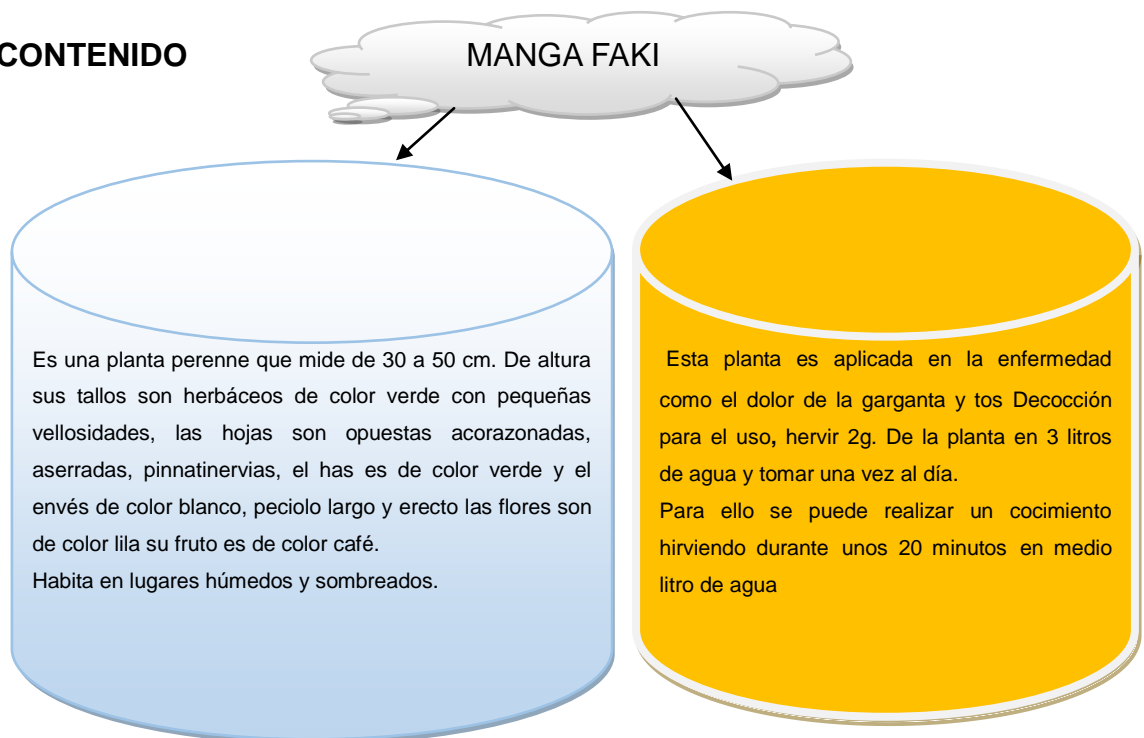 CONTENIDO
MANGA FAKI
Es una planta perenne que mide de 30 a 50 cm. De altura
sus tallos son herbáceos de color verde con pequeñas
vellosidades, las hojas son opuestas acorazonadas,
aserradas, pinnatinervias, el has es de color verde y el
envés de color blanco, peciolo largo y erecto las flores son
de color lila su fruto es de color café.
Habita en lugares húmedos y sombreados.
Esta planta es aplicada en la enfermedad
como el dolor de la garganta y tos Decocción
para el uso, hervir 2g. De la planta en 3 litros
de agua y tomar una vez al día.
Para ello se puede realizar un cocimiento
hirviendo durante unos 20 minutos en medio
litro de agua